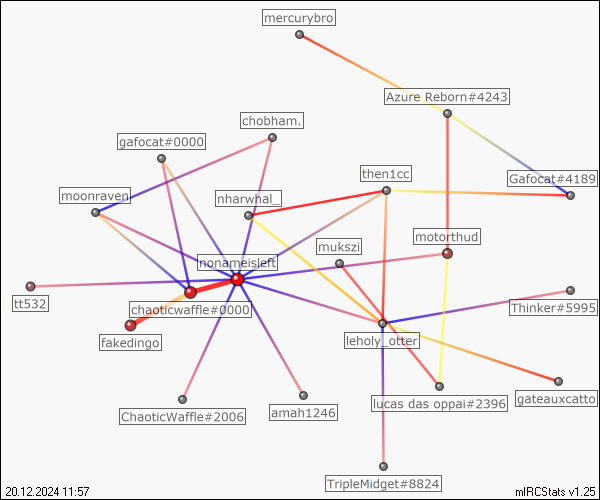 mercurybro
Azure Reborn#4243
chobham.
gafocat#0000
then1cc
Gafocat#4189
moonraven
nharwhal_
motorthud
mukszi
nonameisleft
tt532
chaoticwaffle#0000
Thinker#5995
fakedingo
leholy_otter
gateauxcatto
lucas das oppai#2396
ChaoticWaffle#2006
amah1246
TripleMidget#8824
20.12.2024 11:57
mIRCStats v1.25